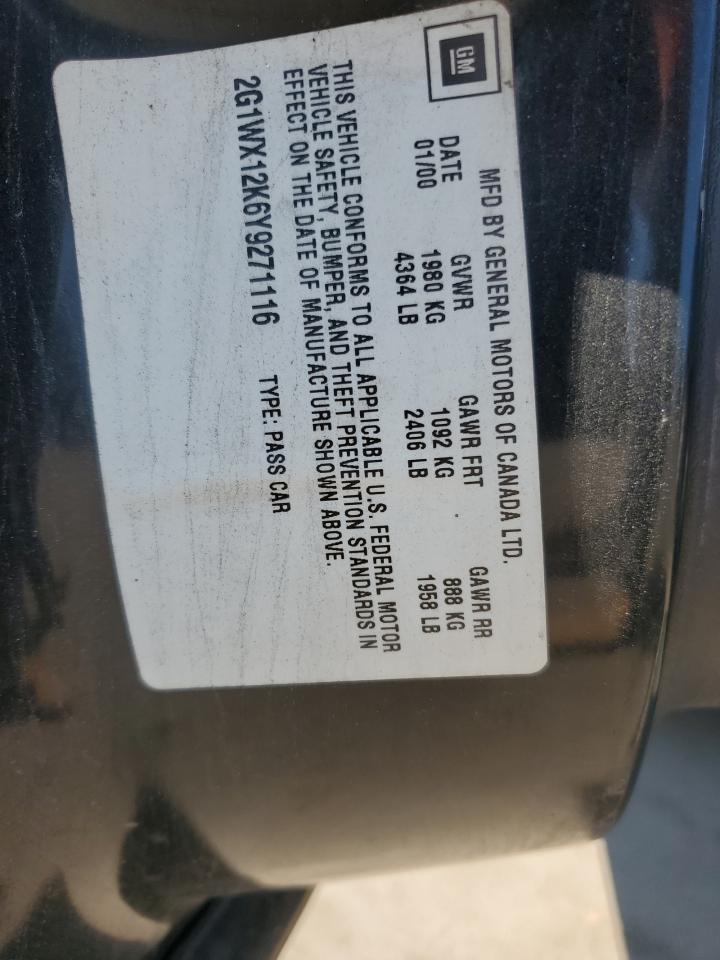 GM
MFD BY GENERAL MOTORS OF CANADA LTD.
DATE GVWR GAWR FRT GAWR RR
01/00 1980 KG 1092 KG 888 KG
4364 LB 2406 LB 1958 LB
THIS VEHICLE CONFORMS TO ALL APPLICABLE U.S. FEDERAL MOTOR
VEHICLE SAFETY, BUMPER, AND THEFT PREVENTION STANDARDS IN
EFFECT ON THE DATE OF MANUFACTURE SHOWN ABOVE.
2G1WX12K6Y9271116 TYPE: PASS CAR